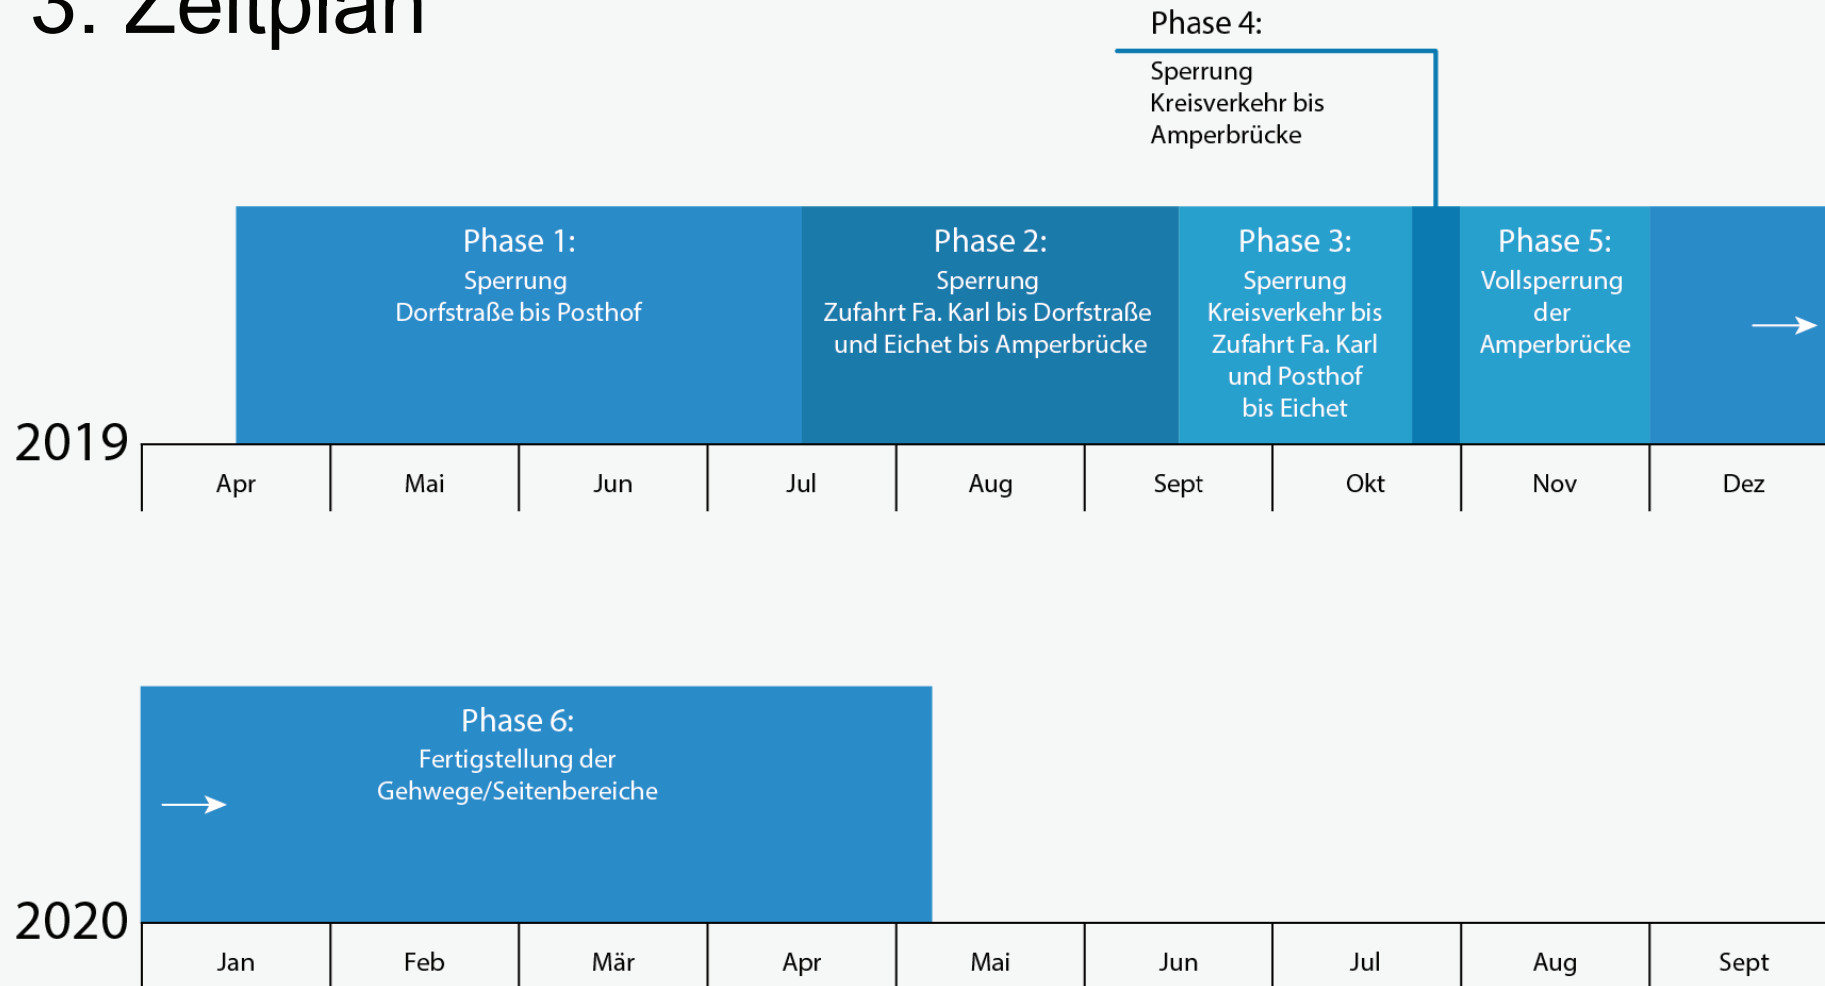 3. Zeitplan
Phase 4:
Sperrung
Kreisverkehr bis
Amperbrücke
Phase 1:
Sperrung
Dorfstraße bis Posthof
Phase 2:
Sperrung
Zufahrt Fa. Karl bis Dorfstraße
und Eichet bis Amperbrücke
Phase 3:
Sperrung
Kreisverkehr bis
Zufahrt Fa. Karl
und Posthof
bis Eichet
Phase 5:
Vollsperrung
der
Amperbrücke
2019
Apr Mai Jun Jul Aug Sept Okt Nov Dez
Phase 6:
Fertigstellung der
Gehwege/Seitenbereiche
2020
Jan Feb Mär Apr Mai Jun Jul Aug Sept